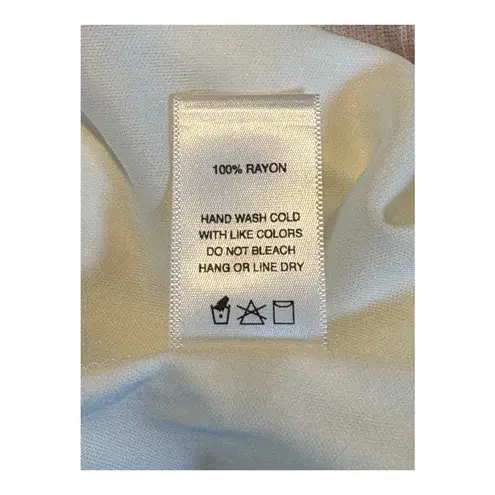 100% RAYON
HAND WASH COLD
WITH LIKE COLORS
DO NOT BLEACH
HANG OR LINE DRY